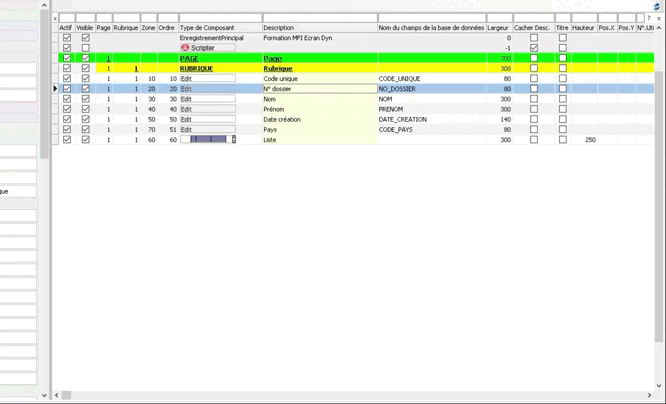 x ? x
Actif Visible Page Rubrique Zone Ordre Type de Composant Description Nom du champs de la base de données Largeur Cacher Desc. Titre Hauteur Pos.X Pos.Y N°.Uti
EnregistrementPrincipal Formation MFI Ecran Dyn 0
Scripter -1
1 PAGE Page 300
1 1 RUBRIQUE Rubrique 300
1 1 10 10 Edit Code unique CODE_UNIQUE 80
1 1 20 20 Edit N° dossier NO_DOSSIER 80
1 1 30 30 Edit Nom NOM 300
1 1 40 40 Edit Prénom PRENOM 300
1 1 50 50 Edit Date création DATE_CREATION 140
1 1 70 51 Edit Pays CODE_PAYS 80
1 1 60 60 Liste 300 250
que